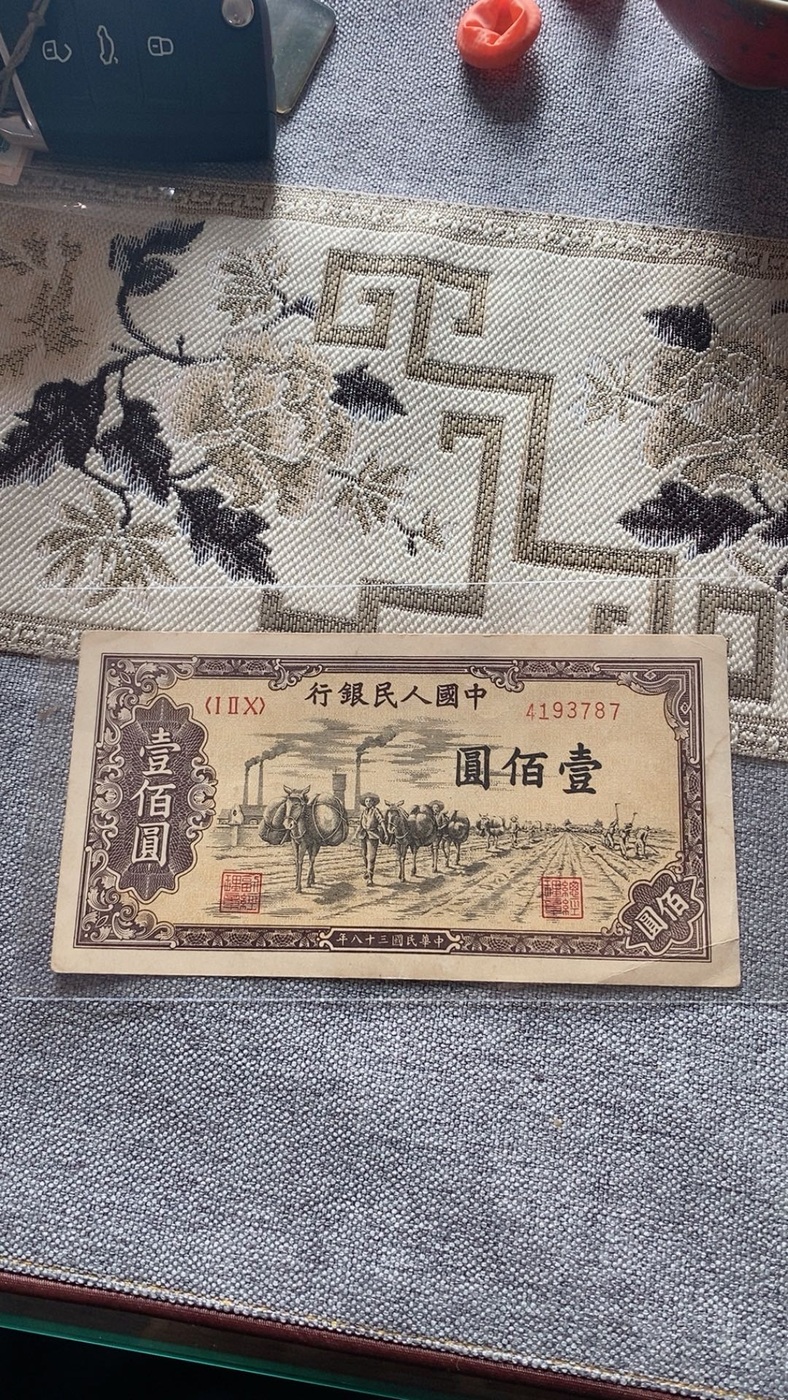 中國人民銀行
〈I II X〉
4193787
壹佰圓
壹佰圓
佰圓
中華民國三十八年